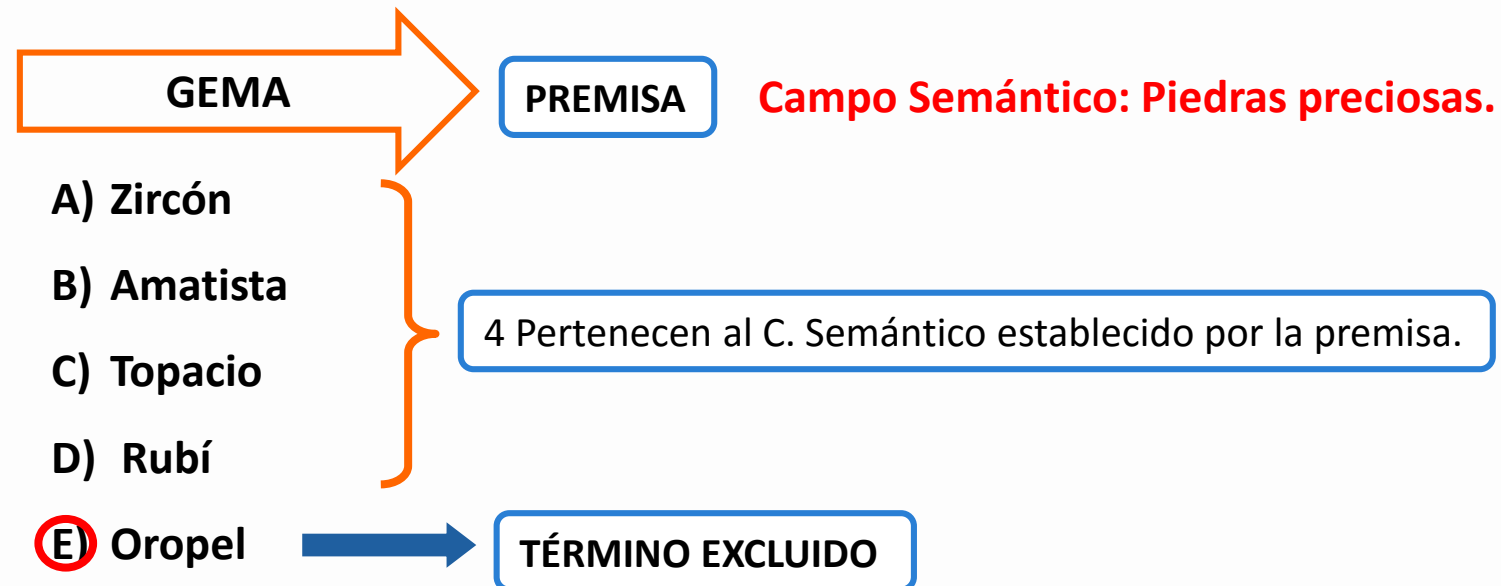 GEMA
PREMISA
Campo Semántico: Piedras preciosas.
A) Zircón
B) Amatista
C) Topacio
D) Rubí
4 Pertenecen al C. Semántico establecido por la premisa.
E) Oropel
TÉRMINO EXCLUIDO